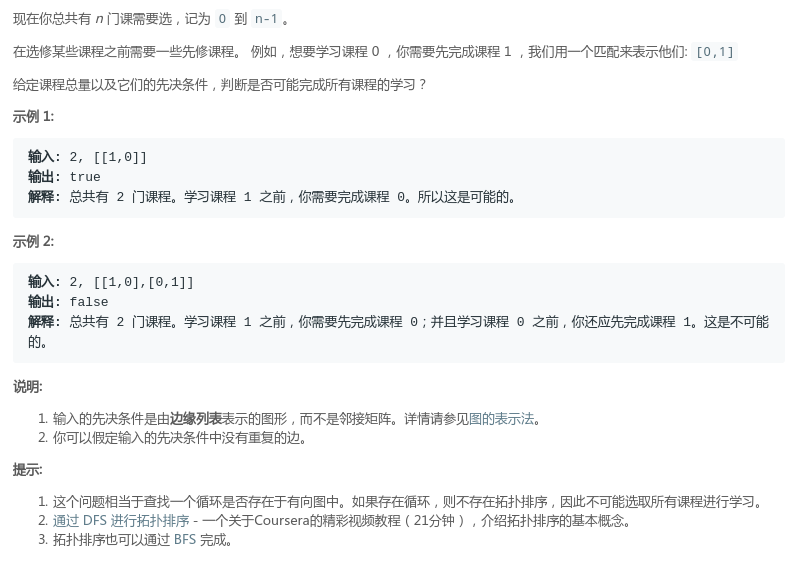 现在你总共有 n 门课需要选，记为 0 到 n-1。
在选修某些课程之前需要一些先修课程。 例如，想要学习课程 0 ，你需要先完成课程 1 ，我们用一个匹配来表示他们: [0,1]
给定课程总量以及它们的先决条件，判断是否可能完成所有课程的学习？
示例 1:
输入: 2, [[1,0]]
输出: true
解释: 总共有 2 门课程。学习课程 1 之前，你需要完成课程 0。所以这是可能的。
示例 2:
输入: 2, [[1,0],[0,1]]
输出: false
解释: 总共有 2 门课程。学习课程 1 之前，你需要先完成​课程 0；并且学习课程 0 之前，你还应先完成课程 1。这是不可能
的。
说明:
1. 输入的先决条件是由边缘列表表示的图形，而不是邻接矩阵。详情请参见图的表示法。
2. 你可以假定输入的先决条件中没有重复的边。
提示:
1. 这个问题相当于查找一个循环是否存在于有向图中。如果存在循环，则不存在拓扑排序，因此不可能选取所有课程进行学习。
2. 通过 DFS 进行拓扑排序 - 一个关于Coursera的精彩视频教程（21分钟），介绍拓扑排序的基本概念。
3. 拓扑排序也可以通过 BFS 完成。